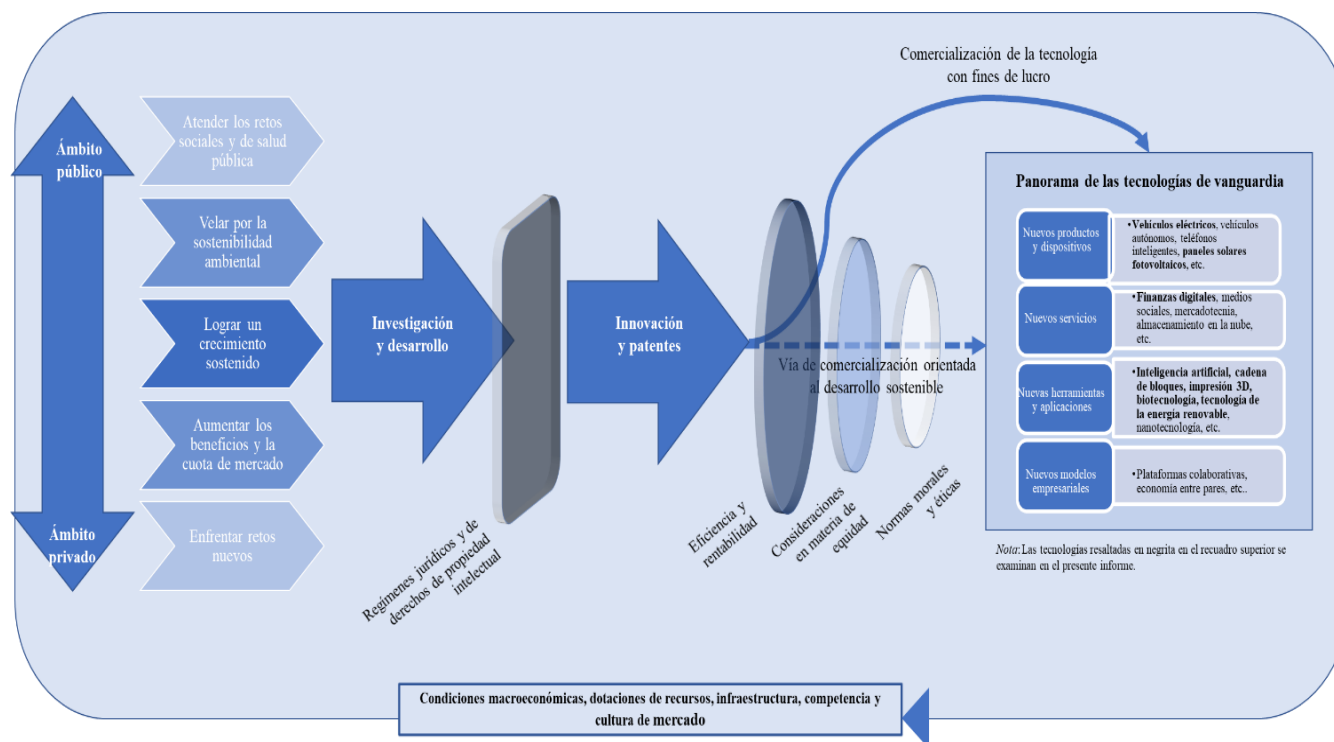 Comercialización de la tecnología
con fines de lucro
Ámbito
público
Atender los retos
sociales y de salud
pública
Velar por la
sostenibilidad
ambiental
Lograr un
crecimiento
sostenido
Aumentar los
beneficios y la
cuota de mercado
Enfrentar retos
nuevos
Ámbito
privado
Investigación
y desarrollo
Regímenes jurídicos y de
derechos de propiedad
intelectual
Innovación
y patentes
Vía de comercialización orientada
al desarrollo sostenible
Eficiencia y
rentabilidad
Consideraciones
en materia de
equidad
Normas morales
y éticas
Panorama de las tecnologías de vanguardia
Nuevos productos
y dispositivos
•Vehículos eléctricos, vehículos
autónomos, teléfonos
inteligentes, paneles solares
fotovoltaicos, etc.
Nuevos servicios
•Finanzas digitales, medios
sociales, mercadotecnia,
almacenamiento en la nube,
etc.
Nuevas herramientas
y aplicaciones
•Inteligencia artificial, cadena
de bloques, impresión 3D,
biotecnología, tecnología de
la energía renovable,
nanotecnología, etc.
Nuevos modelos
empresariales
•Plataformas colaborativas,
economía entre pares, etc..
Nota: Las tecnologías resaltadas en negrita en el recuadro superior se
examinan en el presente informe.
Condiciones macroeconómicas, dotaciones de recursos, infraestructura, competencia y
cultura de mercado